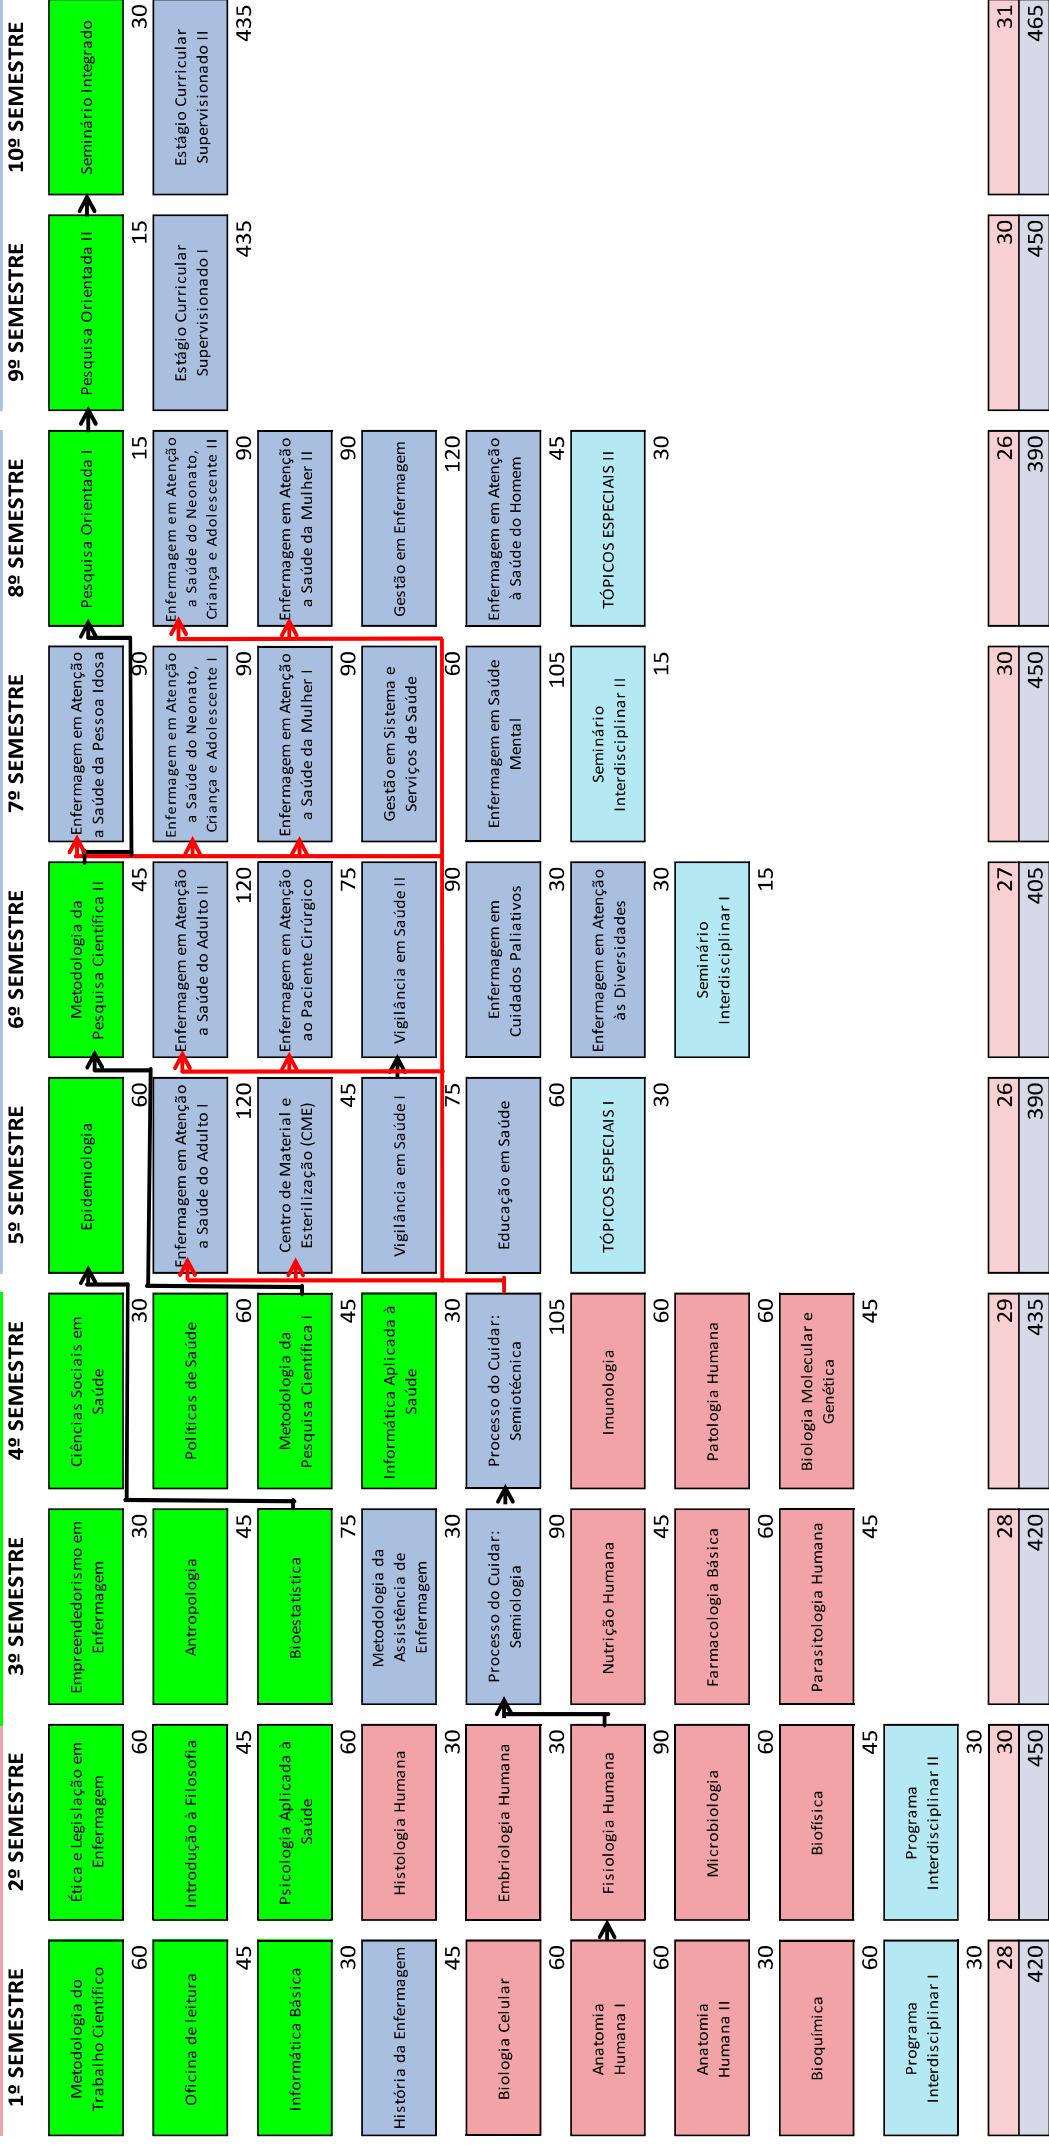 1º SEMESTRE
Metodologia do
Trabalho Científico
60
Oficina de leitura
45
Informática Básica
30
História da Enfermagem
45
Biologia Celular
60
Anatomia
Humana I
60
Anatomia
Humana II
30
Bioquímica
60
Programa
Interdisciplinar I
30
28
420
2º SEMESTRE
Ética e Legislação em
Enfermagem
60
Introdução à Filosofia
45
Psicologia Aplicada à
Saúde
60
Histologia Humana
30
Embriologia Humana
30
Fisiologia Humana
90
Microbiologia
60
Biofísica
45
Programa
Interdisciplinar II
30
30
450
3º SEMESTRE
Empreendedorismo em
Enfermagem
30
Antropologia
45
Bioestatística
75
Metodologia da
Assistência de
Enfermagem
30
Processo do Cuidar:
Semiologia
90
Nutrição Humana
45
Farmacologia Básica
60
Parasitologia Humana
45
28
420
4º SEMESTRE
Ciências Sociais em
Saúde
30
Políticas de Saúde
60
Metodologia da
Pesquisa Científica I
45
Informática Aplicada à
Saúde
30
Processo do Cuidar:
Semiotécnica
105
Imunologia
60
Patologia Humana
60
Biologia Molecular e
Genética
45
29
435
5º SEMESTRE
Epidemiologia
60
Enfermagem em Atenção
a Saúde do Adulto I
120
Centro de Material e
Esterilização (CME)
45
Vigilância em Saúde I
75
Educação em Saúde
60
TÓPICOS ESPECIAIS I
30
26
390
6º SEMESTRE
Metodologia da
Pesquisa Científica II
45
Enfermagem em Atenção
a Saúde do Adulto II
120
Enfermagem em Atenção
ao Paciente Cirúrgico
75
Vigilância em Saúde II
90
Enfermagem em
Cuidados Paliativos
30
Enfermagem em Atenção
às Diversidades
30
Seminário
Interdisciplinar I
15
27
405
7º SEMESTRE
Enfermagem em Atenção
a Saúde da Pessoa Idosa
90
Enfermagem em Atenção
a Saúde do Neonato,
Criança e Adolescente I
90
Enfermagem em Atenção
a Saúde da Mulher I
90
Gestão em Sistema e
Serviços de Saúde
60
Enfermagem em Saúde
Mental
105
Seminário
Interdisciplinar II
15
30
450
8º SEMESTRE
Pesquisa Orientada I
15
Enfermagem em Atenção
a Saúde do Neonato,
Criança e Adolescente II
90
Enfermagem em Atenção
a Saúde da Mulher II
90
Gestão em Enfermagem
120
Enfermagem em Atenção
à Saúde do Homem
45
TÓPICOS ESPECIAIS II
30
26
390
9º SEMESTRE
Pesquisa Orientada II
15
Estágio Curricular
Supervisionado I
435
30
450
10º SEMESTRE
Seminário Integrado
30
Estágio Curricular
Supervisionado II
435
31
465